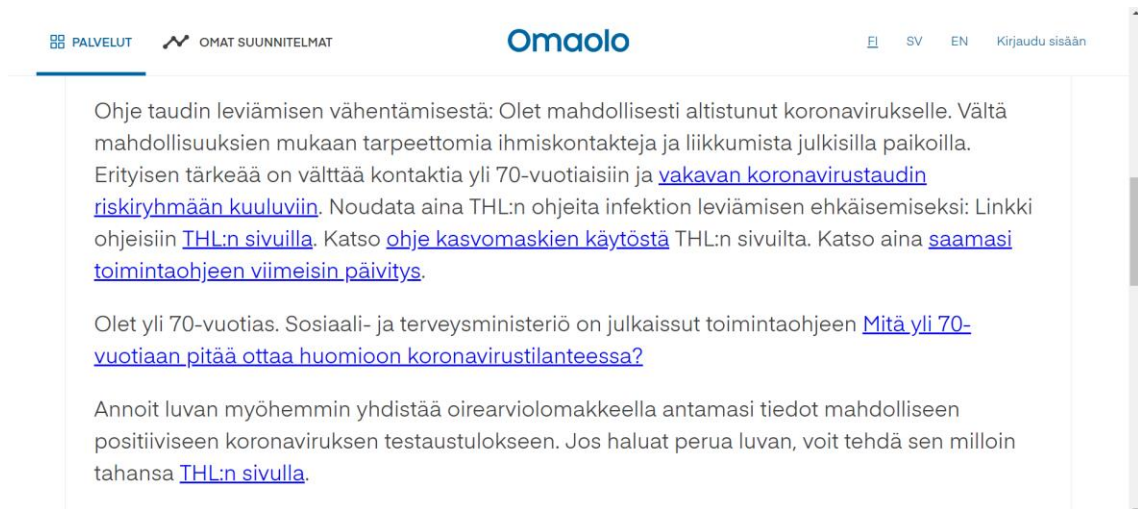 PALVELUT OMAT SUUNNITELMAT Omaolo FI SV EN Kirjaudu sisään
Ohje taudin leviämisen vähentämisestä: Olet mahdollisesti altistunut koronavirukselle. Vältä
mahdollisuuksien mukaan tarpeettomia ihmiskontakteja ja liikkumista julkisilla paikoilla.
Erityisen tärkeää on välttää kontaktia yli 70-vuotiaisiin ja vakavan koronavirustaudin
riskiryhmään kuuluviin. Noudata aina THL:n ohjeita infektion leviämisen ehkäisemiseksi: Linkki
ohjeisiin THL:n sivuilla. Katso ohje kasvomaskien käytöstä THL:n sivuilta. Katso aina saamasi
toimintaohjeen viimeisin päivitys.
Olet yli 70-vuotias. Sosiaali- ja terveysministeriö on julkaissut toimintaohjeen Mitä yli 70-
vuotiaan pitää ottaa huomioon koronavirustilanteessa?
Annoit luvan myöhemmin yhdistää oirearviolomakkeella antamasi tiedot mahdolliseen
positiiviseen koronaviruksen testaustulokseen. Jos haluat perua luvan, voit tehdä sen milloin
tahansa THL:n sivulla.